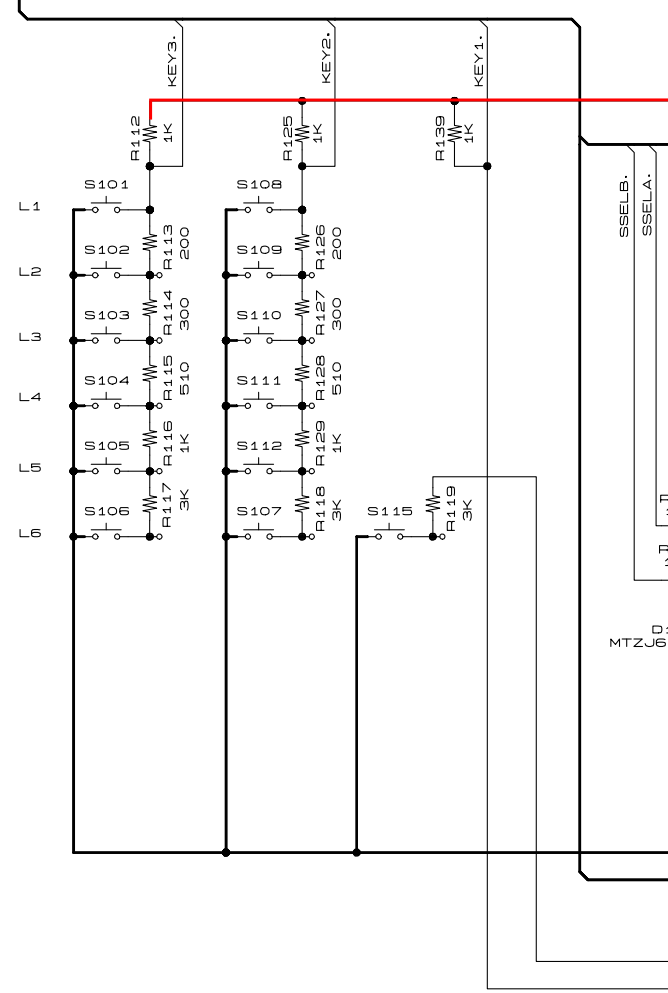 KEY3.
KEY2.
KEY1.
R112
1K
R125
1K
R139
1K
SSELB.
SSELA.
L1
S101
S108
R113
200
R126
200
L2
S102
S109
R114
300
R127
300
L3
S103
S110
R115
510
R128
510
L4
S104
S111
R116
1K
R129
1K
L5
S105
S112
R117
3K
R118
3K
R119
3K
L6
S106
S107
S115
D1
MTZJ6